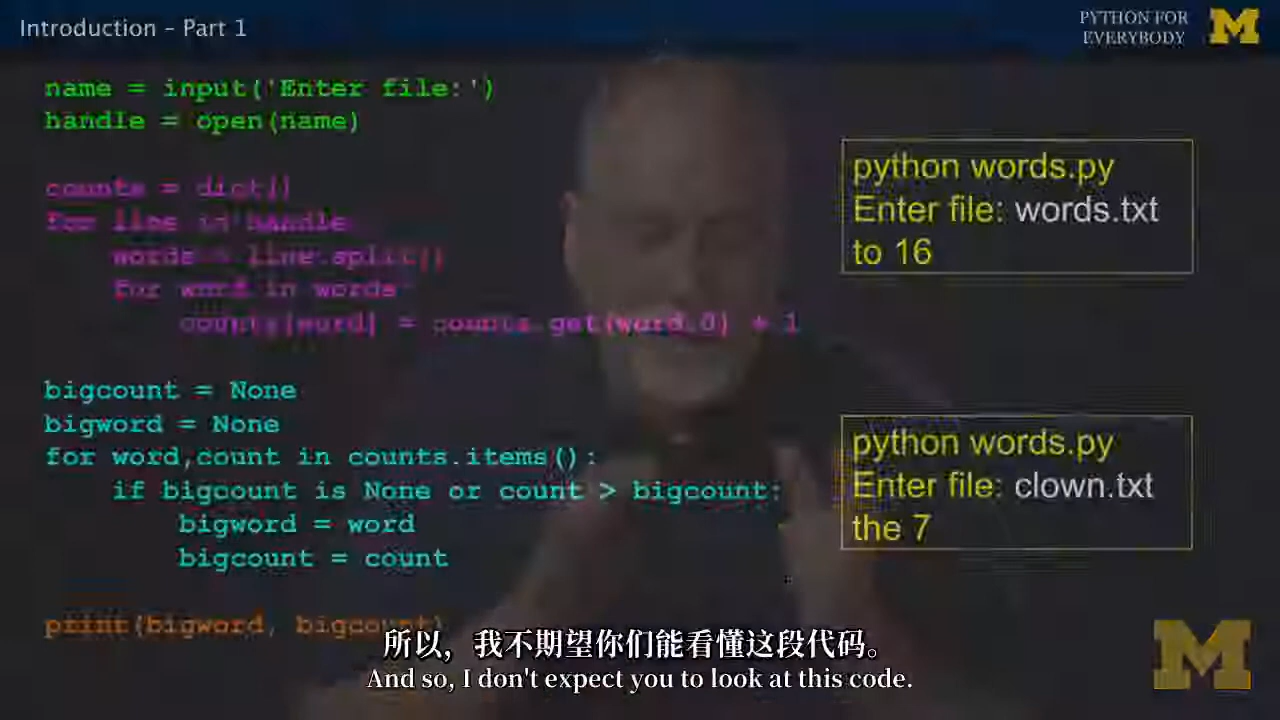 Introduction - Part 1
PYTHON FOR
EVERYBODY
M
name = input('Enter file:')
handle = open(name)
counts = dict()
for line in handle
words = line.split()
for word in words
counts[word] = counts.get(word,0) + 1
bigcount = None
bigword = None
for word,count in counts.items():
if bigcount is None or count > bigcount:
bigword = word
bigcount = count
print(bigword, bigcount)
python words.py
Enter file: words.txt
to 16
python words.py
Enter file: clown.txt
the 7
M
所以，我不期望你们能看懂这段代码。
And so, I don't expect you to look at this code.